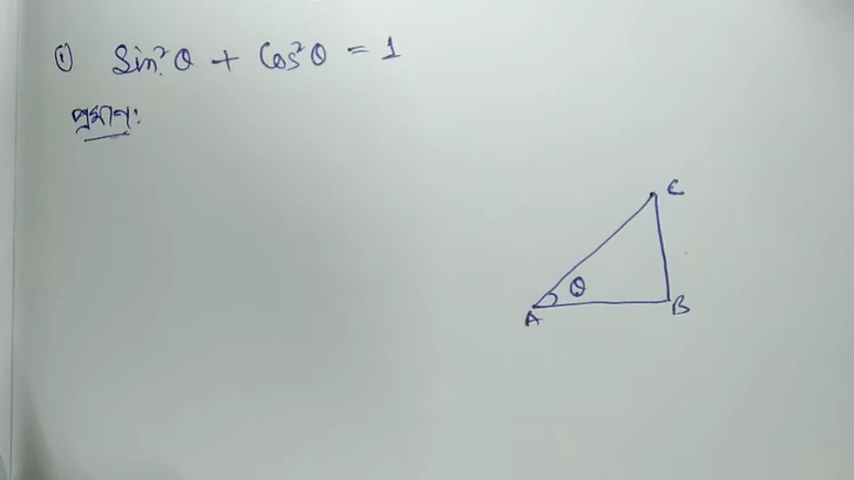 ① Sin²θ + Cos²θ = 1
প্রমাণ:
C
θ
A B